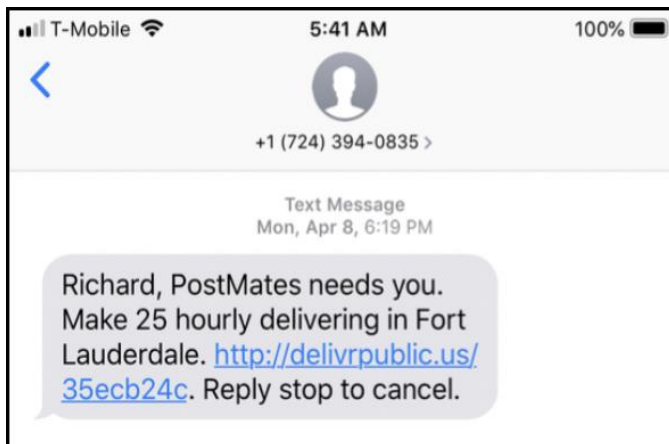 T-Mobile 5:41 AM 100%
+1 (724) 394-0835 >
Text Message
Mon, Apr 8, 6:19 PM
Richard, PostMates needs you.
Make 25 hourly delivering in Fort
Lauderdale. http://delivrpublic.us/
35ecb24c. Reply stop to cancel.